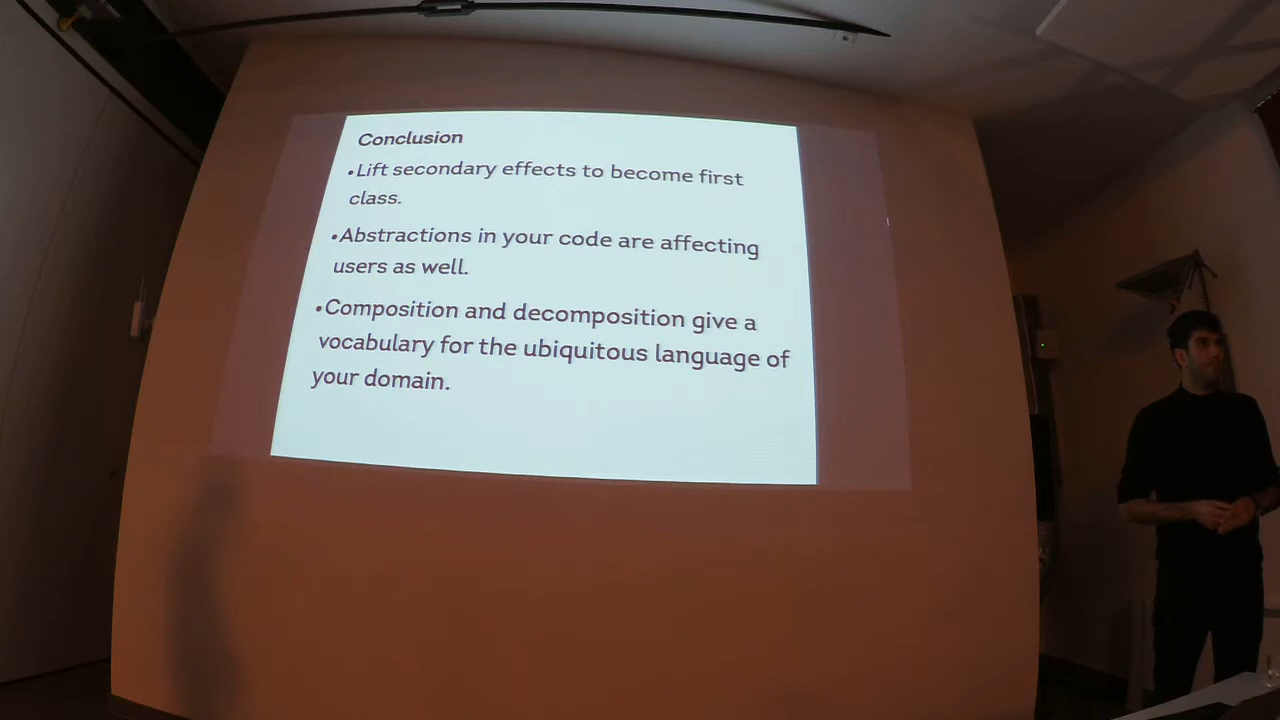 Conclusion
•Lift secondary effects to become first
class.
•Abstractions in your code are affecting
users as well.
•Composition and decomposition give a
vocabulary for the ubiquitous language of
your domain.